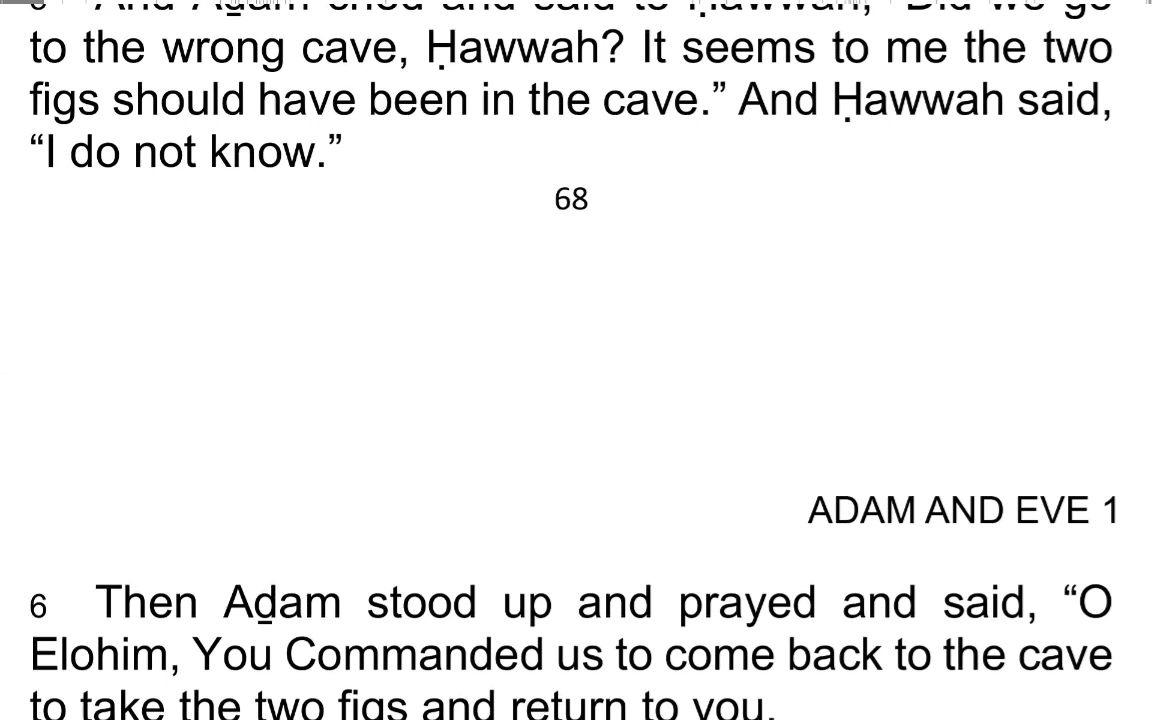 to the wrong cave, Ḥawwah? It seems to me the two
figs should have been in the cave.” And Ḥawwah said,
“I do not know.”
68
ADAM AND EVE 1
6 Then Aḏam stood up and prayed and said, “O
Elohim, You Commanded us to come back to the cave
to take the two figs and return to you.